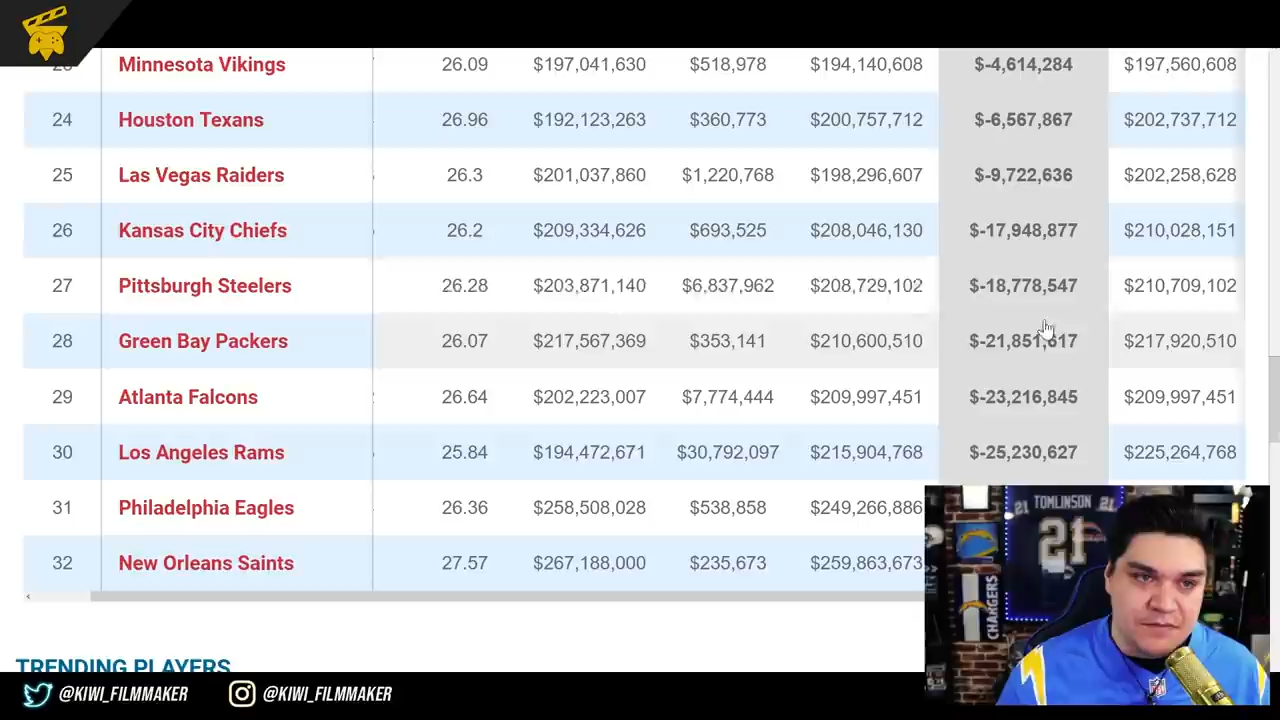 Minnesota Vikings 26.09 $197,041,630 $518,978 $194,140,608 $-4,614,284 $197,560,608
24 Houston Texans 26.96 $192,123,263 $360,773 $200,757,712 $-6,567,867 $202,737,712
25 Las Vegas Raiders 26.3 $201,037,860 $1,220,768 $198,296,607 $-9,722,636 $202,258,628
26 Kansas City Chiefs 26.2 $209,334,626 $693,525 $208,046,130 $-17,948,877 $210,028,151
27 Pittsburgh Steelers 26.28 $203,871,140 $6,837,962 $208,729,102 $-18,778,547 $210,709,102
28 Green Bay Packers 26.07 $217,567,369 $353,141 $210,600,510 $-21,851,617 $217,920,510
29 Atlanta Falcons 26.64 $202,223,007 $7,774,444 $209,997,451 $-23,216,845 $209,997,451
30 Los Angeles Rams 25.84 $194,472,671 $30,792,097 $215,904,768 $-25,230,627 $225,264,768
31 Philadelphia Eagles 26.36 $258,508,028 $538,858 $249,266,886
32 New Orleans Saints 27.57 $267,188,000 $235,673 $259,863,673
21 TOMLINSON 21
21
CHARGERS
TRENDING PLAYERS
@KIWI_FILMMAKER @KIWI_FILMMAKER